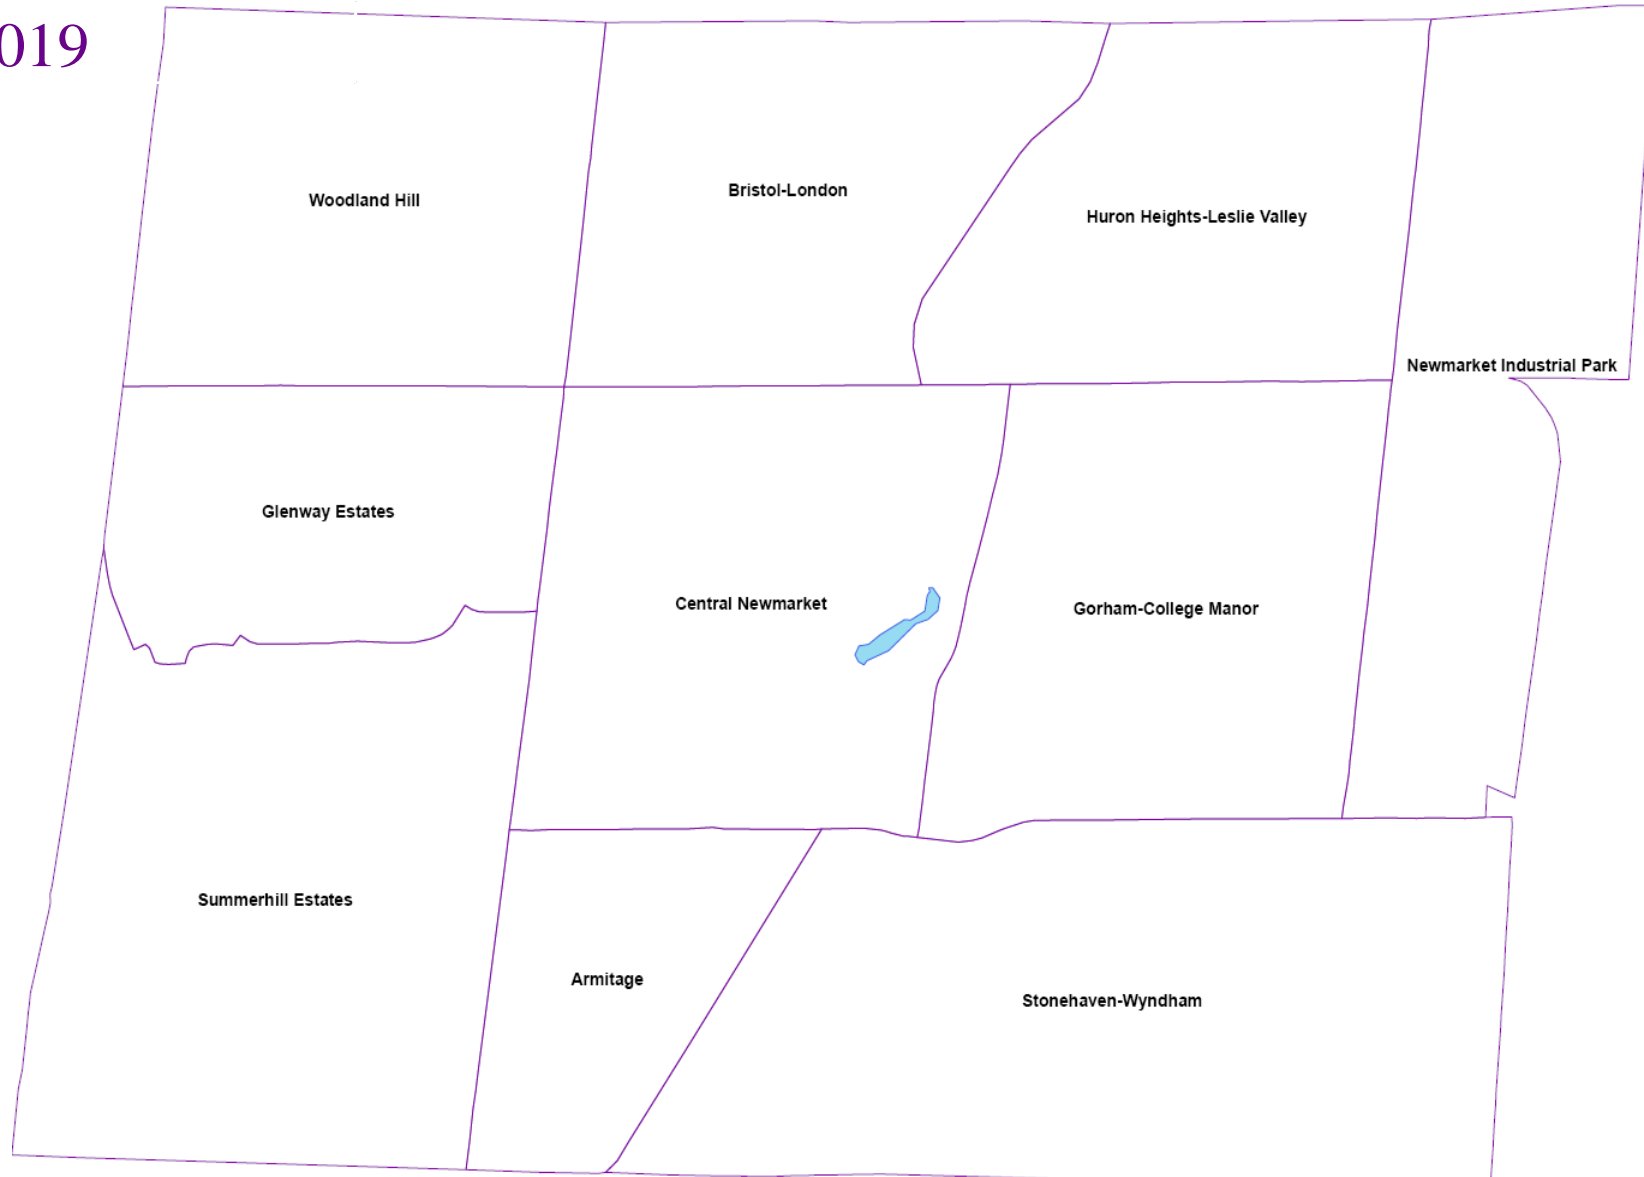 019
Woodland Hill
Bristol-London
Huron Heights-Leslie Valley
Newmarket Industrial Park
Glenway Estates
Central Newmarket
Gorham-College Manor
Summerhill Estates
Armitage
Stonehaven-Wyndham